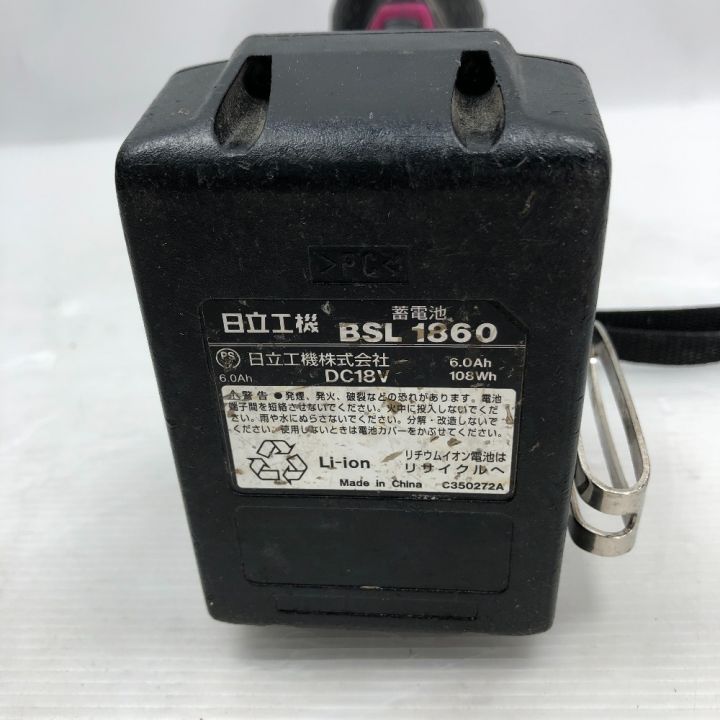 >PC<
日立工機 蓄電池 BSL 1860
PS E 日立工機株式会社 6.0Ah
6.0Ah DC18V 108Wh
⚠警告 ●発煙、発火、破裂などの恐れがあります。電池
端子間を短絡させないでください。火中に投入しないでくだ
さい。雨や水にぬらさないでください。分解・改造しないで
ください。使用しないときは電池カバーをかぶせてください。
Li-ion リチウムイオン電池は
リサイクルへ
Made in China C350272A